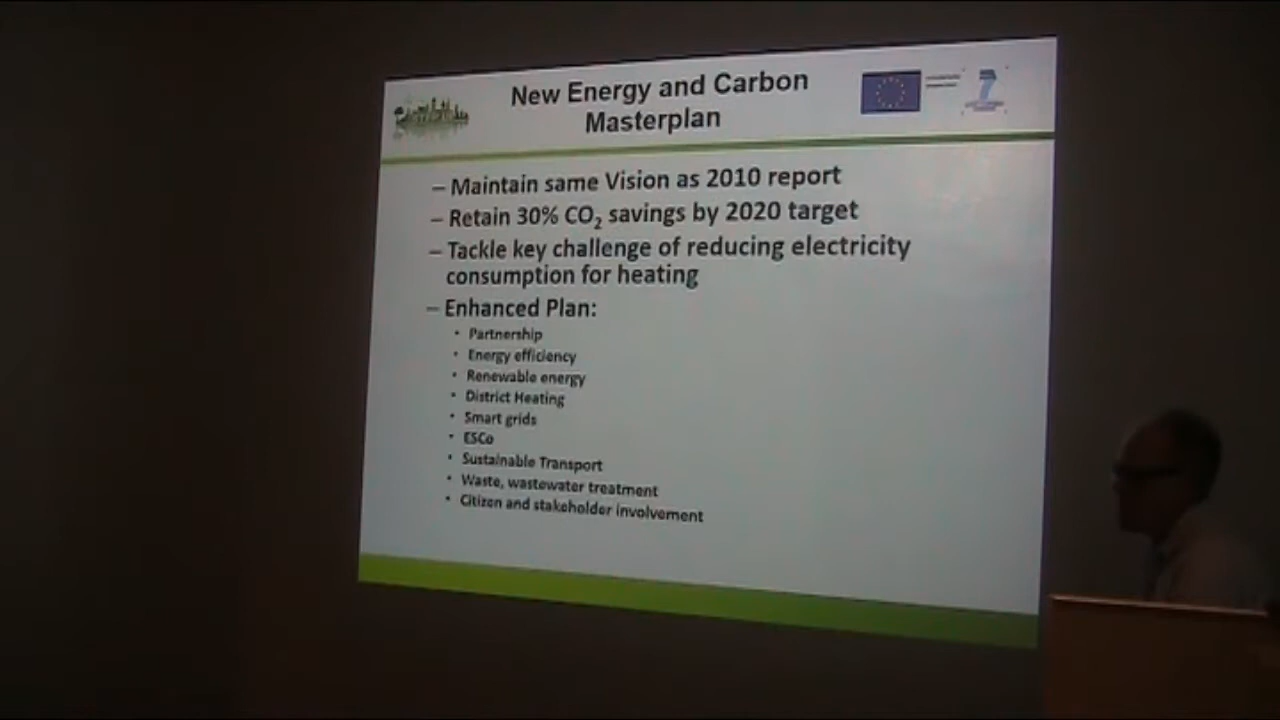 New Energy and Carbon
Masterplan
– Maintain same Vision as 2010 report
– Retain 30% CO₂ savings by 2020 target
– Tackle key challenge of reducing electricity
consumption for heating
– Enhanced Plan:
• Partnership
• Energy efficiency
• Renewable energy
• District Heating
• Smart grids
• ESCo
• Sustainable Transport
• Waste, wastewater treatment
• Citizen and stakeholder involvement